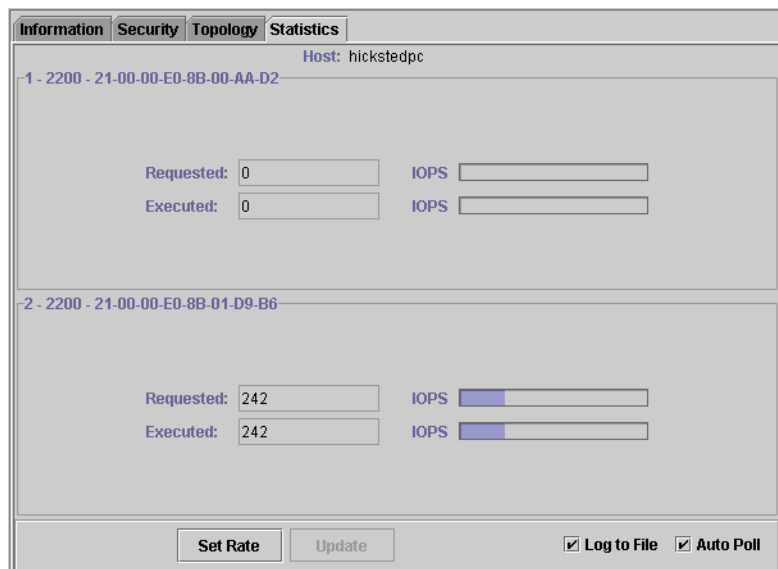 Information Security Topology Statistics
Host: hickstedpc
1 - 2200 - 21-00-00-E0-8B-00-AA-D2
Requested: 0 IOPS
Executed: 0 IOPS
2 - 2200 - 21-00-00-E0-8B-01-D9-B6
Requested: 242 IOPS
Executed: 242 IOPS
Set Rate Update Log to File Auto Poll